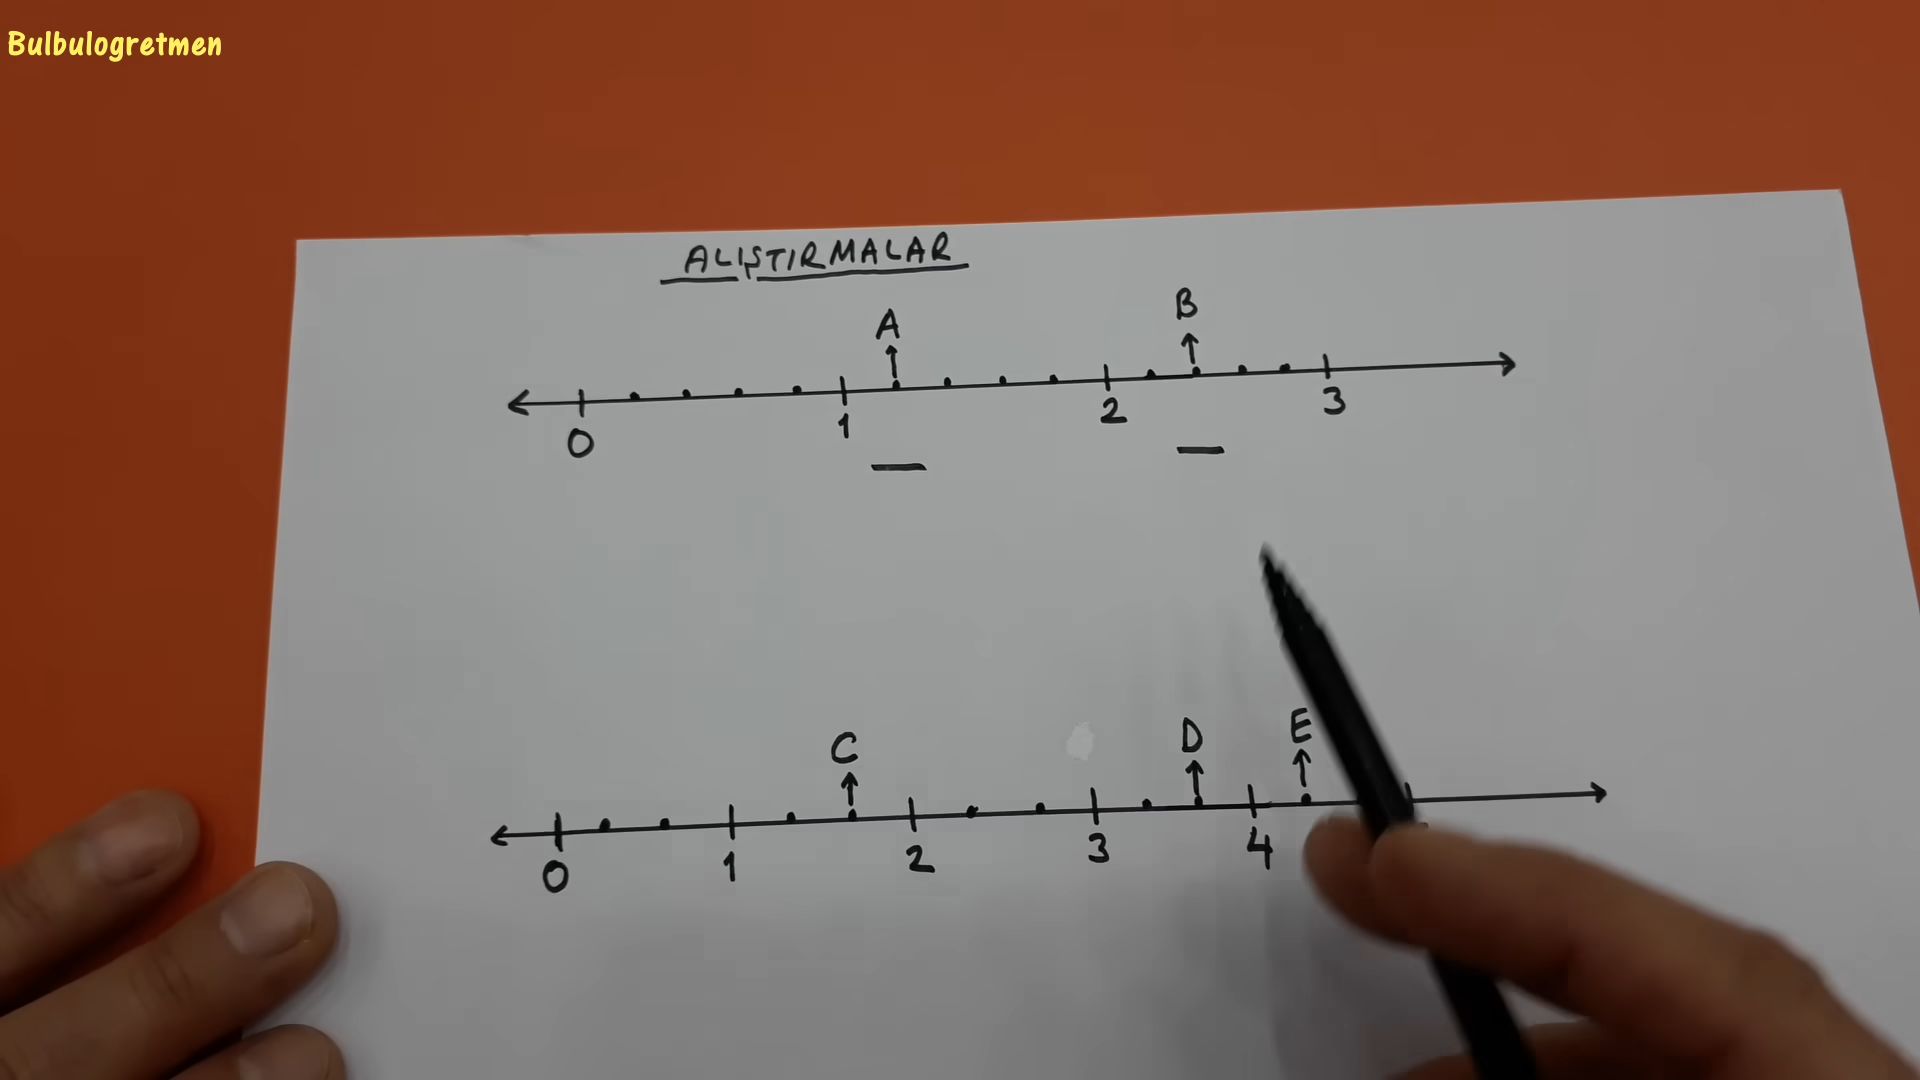 Bulbulogretmen
ALIŞTIRMALAR
A B
0 1 2 3
C D E
0 1 2 3 4